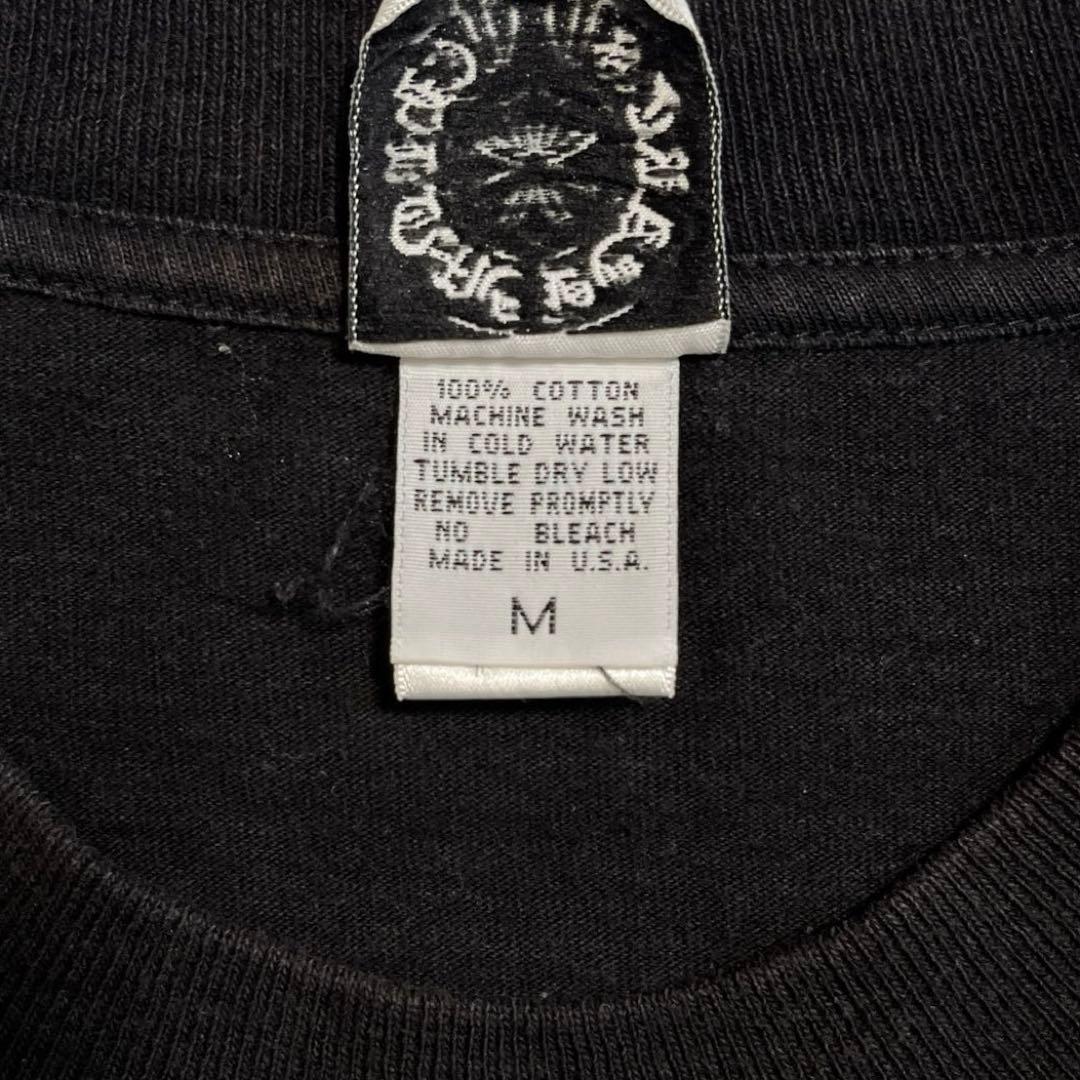 100% COTTON
MACHINE WASH
IN COLD WATER
TUMBLE DRY LOW
REMOVE PROMPTLY
NO BLEACH
MADE IN U.S.A.
M